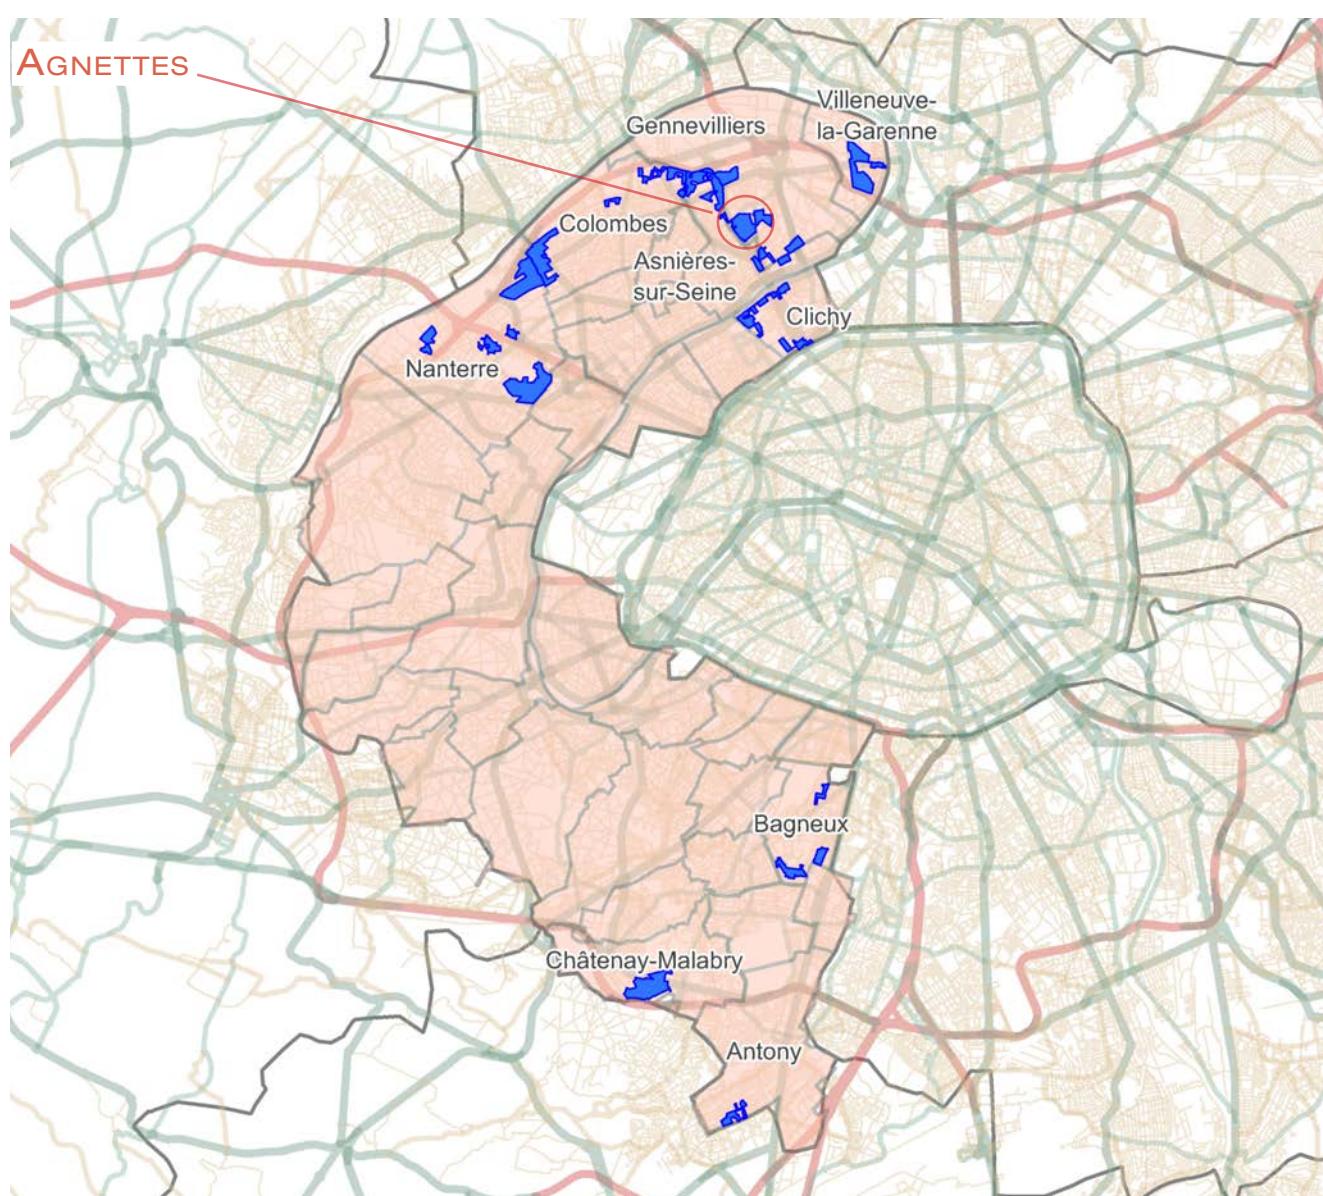 AGNETTES
Villeneuve-
la-Garenne
Gennevilliers
Colombes
Asnières-
sur-Seine
Clichy
Nanterre
Bagneux
Châtenay-Malabry
Antony